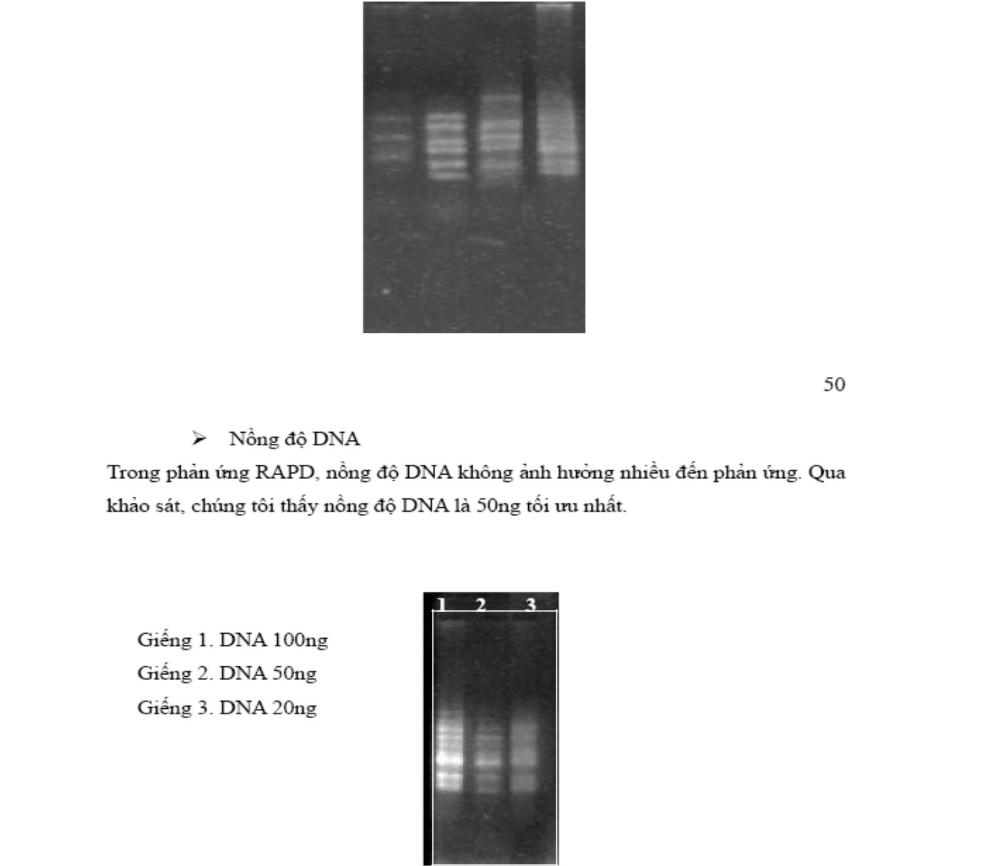 50
➢ Nồng độ DNA
Trong phản ứng RAPD, nồng độ DNA không ảnh hưởng nhiều đến phản ứng. Qua
khảo sát, chúng tôi thấy nồng độ DNA là 50ng tối ưu nhất.
1 2 3
Giếng 1. DNA 100ng
Giếng 2. DNA 50ng
Giếng 3. DNA 20ng